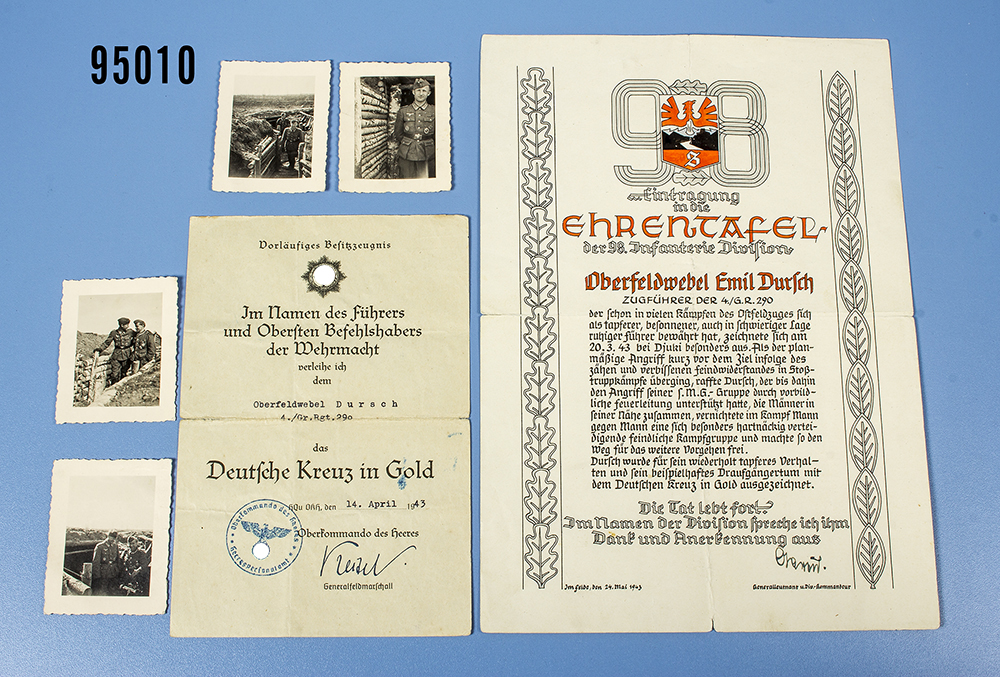 95010
Vorläufiges Besitzzeugnis
Im Namen des Führers
und Obersten Befehlshabers
der Wehrmacht
verleihe ich
dem
Oberfeldwebel Dursch
4./Gr.Rgt.290
das
Deutsche Kreuz in Gold
HQu OKH, den 14. April 1943
Oberkommando des Heeres
Keitel
Generalfeldmarschall
Oberkommando des Heeres
Heerespersonalamt
98
S
Eintragung
in die
EHRENTAFEL
der 98. Infanterie Division
Oberfeldwebel Emil Dursch
ZUGFÜHRER DER 4./G.R.290
der schon in vielen Kämpfen des Ostfeldzuges sich
als tapferer, besonnener, auch in schwieriger Lage
ruhiger Führer bewährt hat, zeichnete sich am
20.3.43 bei Djuki besonders aus. Als der plan-
mäßige Angriff kurz vor dem Ziel infolge des
zähen und verbissenen Feindwiderstandes in Stoß-
truppkämpfe überging, raffte Dursch, der bis dahin
den Angriff seiner s.M.G.-Gruppe durch vorbild-
liche Feuerleitung unterstützt hatte, die Männer in
seiner Nähe zusammen, vernichtete im Kampf Mann
gegen Mann eine sich besonders hartnäckig vertei-
digende feindliche Kampfgruppe und machte so den
Weg für das weitere Vorgehen frei.
Dursch wurde für sein wiederholt tapferes Verhal-
ten und sein beispielhaftes Draufgängertum mit
dem Deutschen Kreuz in Gold ausgezeichnet.
Die Tat lebt fort
Im Namen der Division spreche ich ihm
Dank und Anerkennung aus
Im Felde, den 24. Mai 1943
Generalleutnant u. Div.-Kommandeur